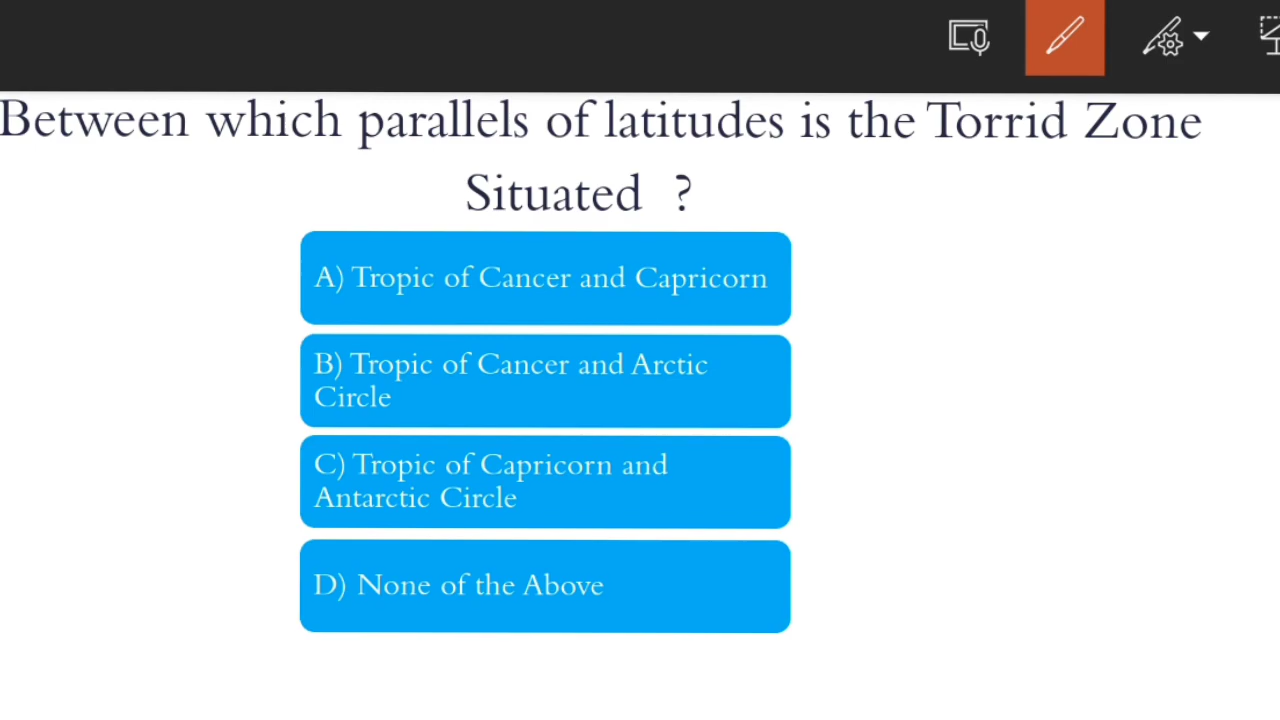 Between which parallels of latitudes is the Torrid Zone
Situated ?
A) Tropic of Cancer and Capricorn
B) Tropic of Cancer and Arctic
Circle
C) Tropic of Capricorn and
Antarctic Circle
D) None of the Above